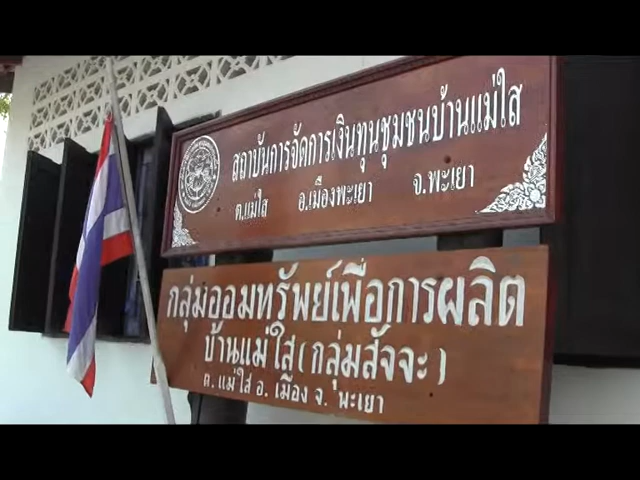 สถาบันการจัดการเงินทุนชุมชนบ้านแม่ใส
ต.แม่ใส อ.เมืองพะเยา จ.พะเยา
กลุ่มออมทรัพย์เพื่อการผลิต
บ้านแม่ใส (กลุ่มสัจจะ)
ต. แม่ใส อ. เมือง จ. พะเยา